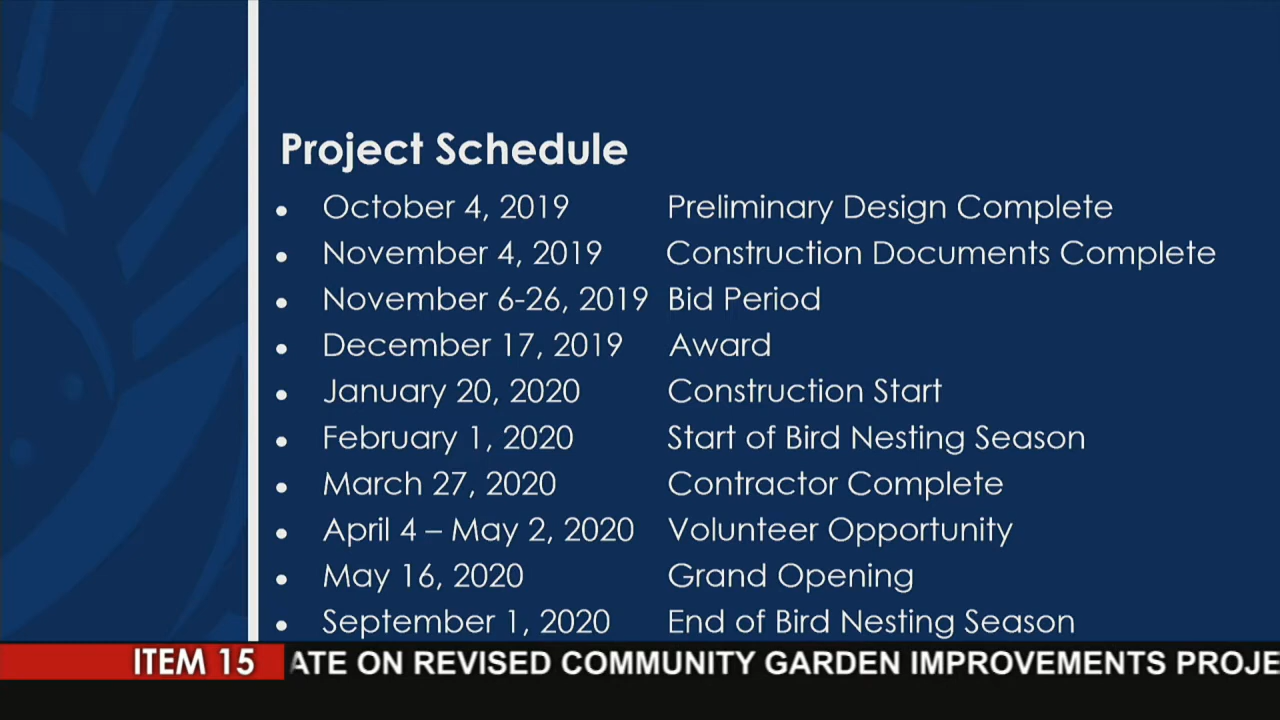 Project Schedule
• October 4, 2019 Preliminary Design Complete
• November 4, 2019 Construction Documents Complete
• November 6-26, 2019 Bid Period
• December 17, 2019 Award
• January 20, 2020 Construction Start
• February 1, 2020 Start of Bird Nesting Season
• March 27, 2020 Contractor Complete
• April 4 – May 2, 2020 Volunteer Opportunity
• May 16, 2020 Grand Opening
• September 1, 2020 End of Bird Nesting Season
ITEM 15 ATE ON REVISED COMMUNITY GARDEN IMPROVEMENTS PROJE